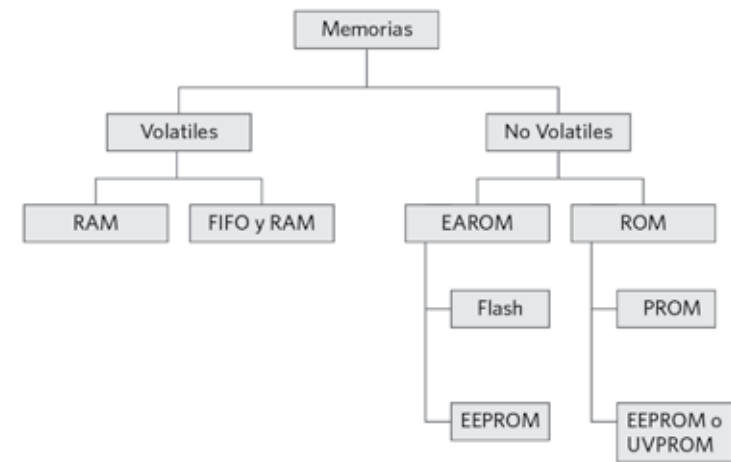 Memorias
Volatiles
No Volatiles
RAM
FIFO y RAM
EAROM
ROM
Flash
PROM
EEPROM
EEPROM o
UVPROM